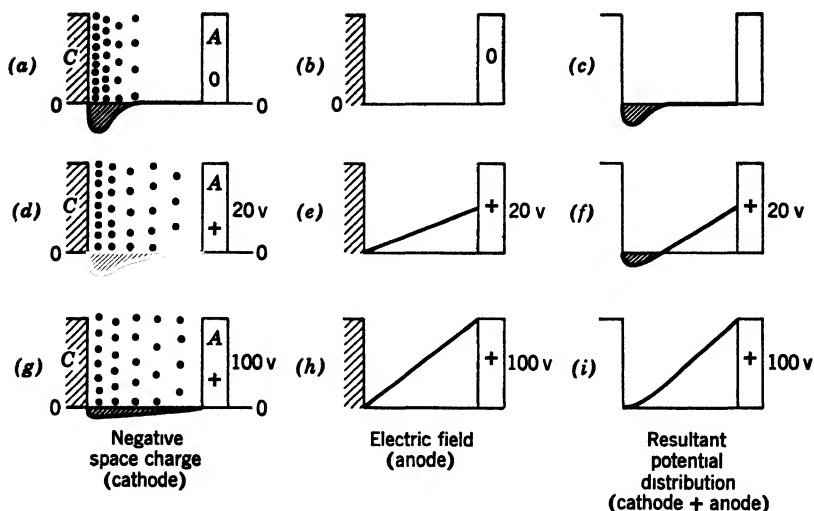 (a) C A 0 0 0
(b) 0 0
(c)
(d) C A + 20 v 0
(e) + 20 v
(f) + 20 v
(g) C A + 100 v 0 0
(h) + 100 v
(i) + 100 v
Negative
space charge
(cathode)
Electric field
(anode)
Resultant
potential
distribution
(cathode + anode)